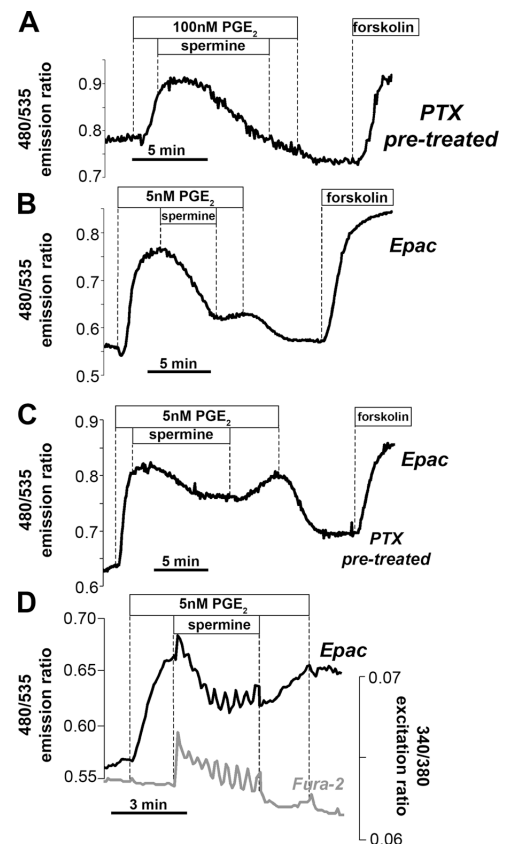 A
100nM PGE2
spermine
forskolin
480/535
emission ratio
0.9
0.8
0.7
5 min
PTX
pre-treated
B
5nM PGE2
spermine
forskolin
480/535
emission ratio
0.8
0.7
0.6
0.5
5 min
Epac
C
5nM PGE2
spermine
forskolin
480/535
emission ratio
0.9
0.8
0.7
0.6
5 min
Epac
PTX
pre-treated
D
5nM PGE2
spermine
480/535
emission ratio
0.70
0.65
0.60
0.55
3 min
Epac
Fura-2
0.07
0.06
340/380
excitation ratio